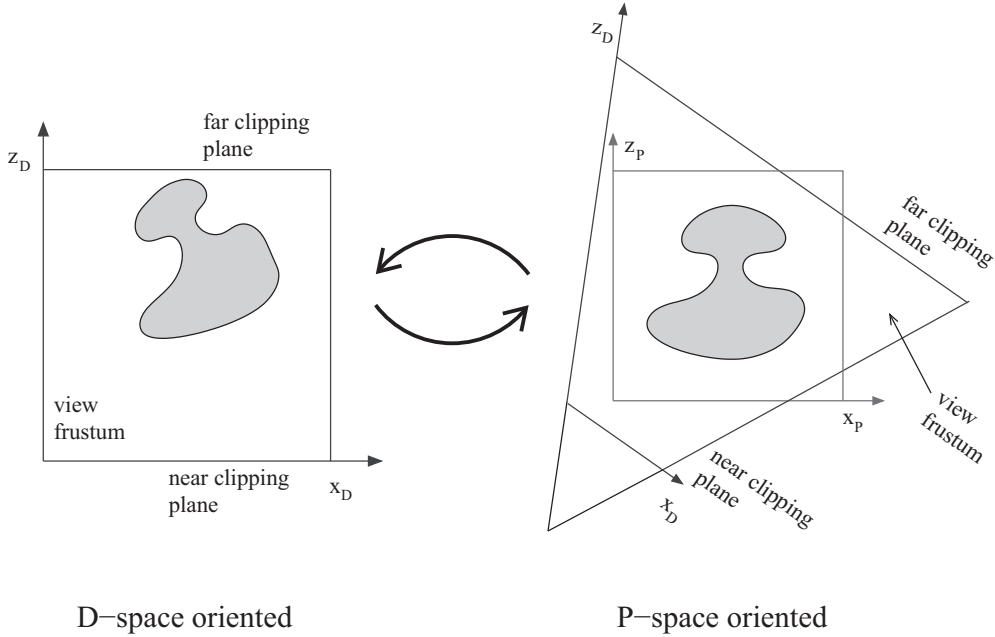 z_D
far clipping
plane
view
frustum
near clipping
plane
x_D
D−space oriented
z_D
z_P
far clipping
plane
view
frustum
x_P
near clipping
plane
x_D
P−space oriented